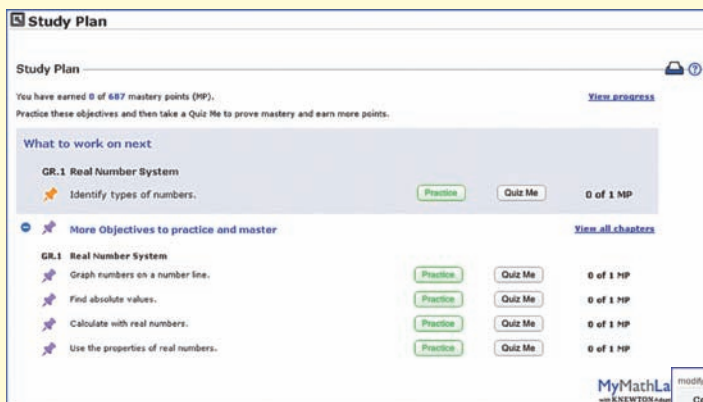 Study Plan
Study Plan
You have earned 0 of 687 mastery points (MP).
View progress
Practice these objectives and then take a Quiz Me to prove mastery and earn more points.
What to work on next
GR.1 Real Number System
Identify types of numbers. Practice Quiz Me 0 of 1 MP
More Objectives to practice and master View all chapters
GR.1 Real Number System
Graph numbers on a number line. Practice Quiz Me 0 of 1 MP
Find absolute values. Practice Quiz Me 0 of 1 MP
Calculate with real numbers. Practice Quiz Me 0 of 1 MP
Use the properties of real numbers. Practice Quiz Me 0 of 1 MP
MyMathLa
with KNEWTON
modify